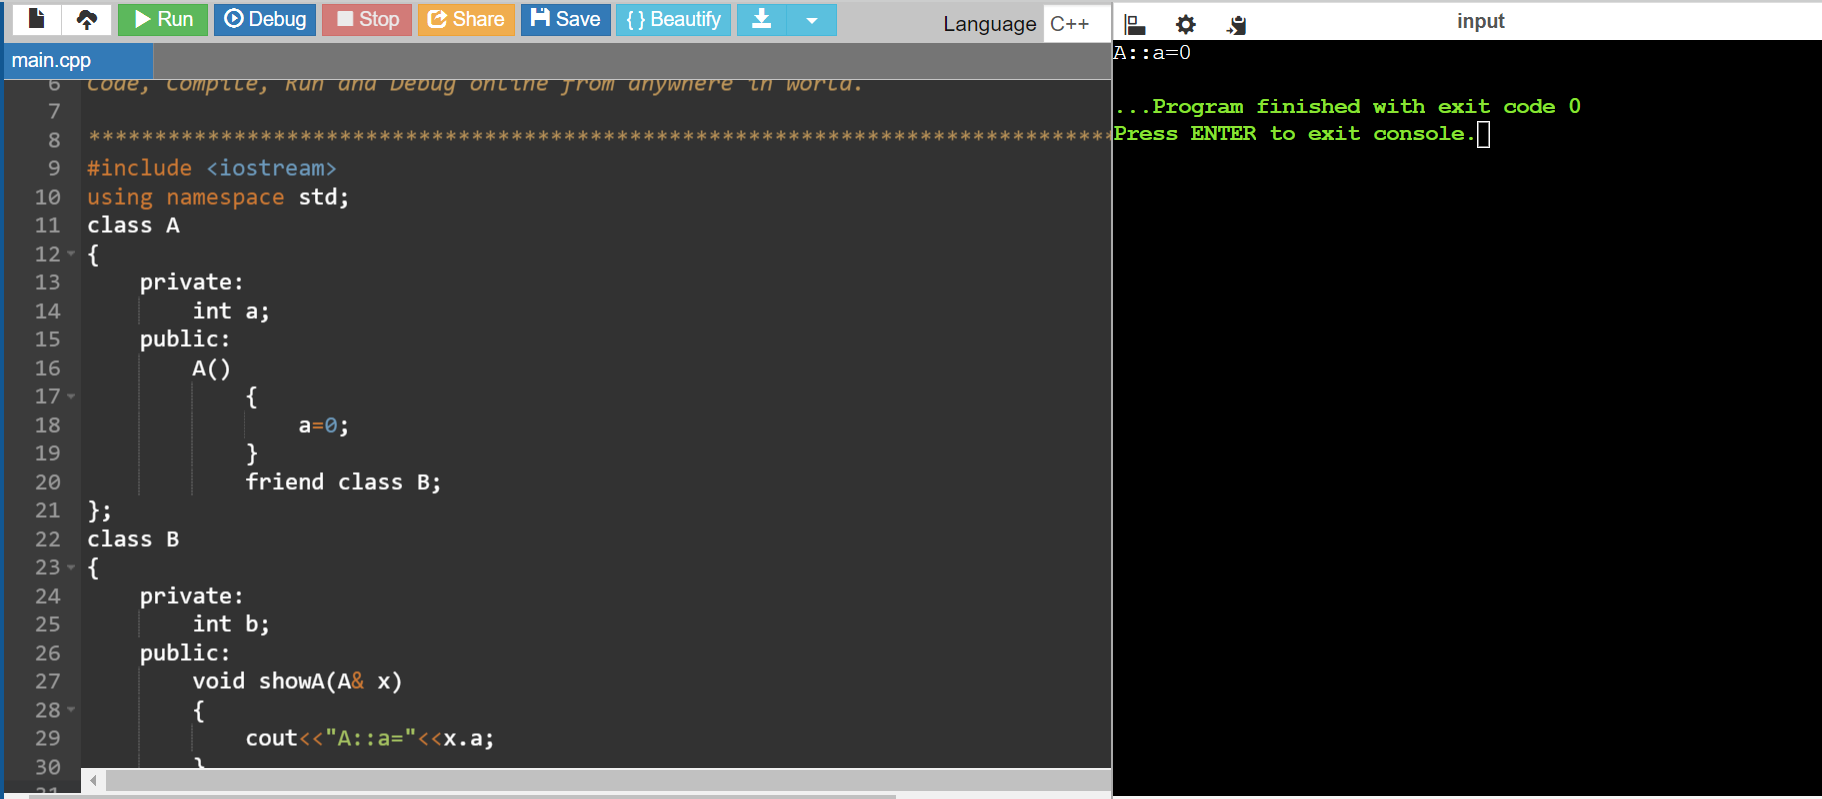 Run Debug Stop Share Save { } Beautify Language C++
main.cpp
6 Code, Compile, Run and Debug online from anywhere in world.
7
8 ******************************************************************************
9 #include <iostream>
10 using namespace std;
11 class A
12 {
13 private:
14 int a;
15 public:
16 A()
17 {
18 a=0;
19 }
20 friend class B;
21 };
22 class B
23 {
24 private:
25 int b;
26 public:
27 void showA(A& x)
28 {
29 cout<<"A::a="<<x.a;
30 }
31
input
A::a=0
...Program finished with exit code 0
Press ENTER to exit console.